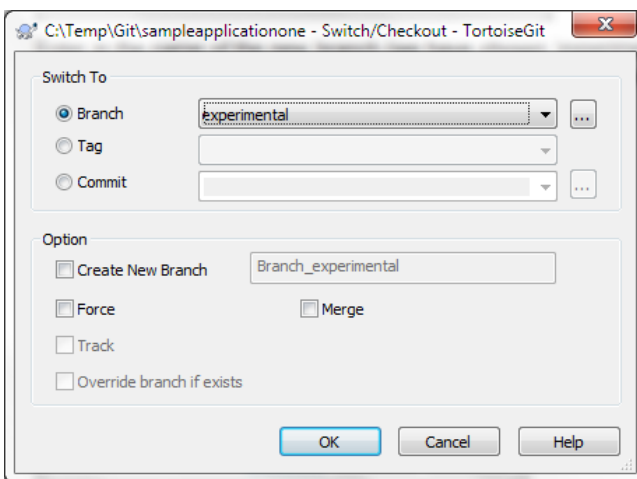 C:\Temp\Git\sampleapplicationone - Switch/Checkout - TortoiseGit
Switch To
Branch experimental ...
Tag
Commit ...
Option
Create New Branch Branch_experimental
Force Merge
Track
Override branch if exists
OK Cancel Help